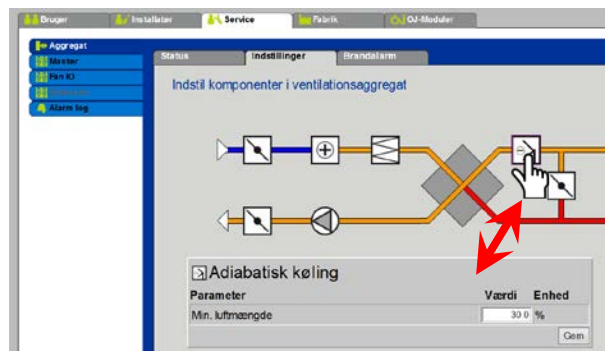 Bruger Installatør Service Fabrik OJ-Moduler
Aggregat
Master
Fan IO
Alarm log
Status Indstillinger Brandalarm
Indstil komponenter i ventilationsaggregat
Adiabatisk køling
Parameter Værdi Enhed
Min. luftmængde 30.0 %
Gem